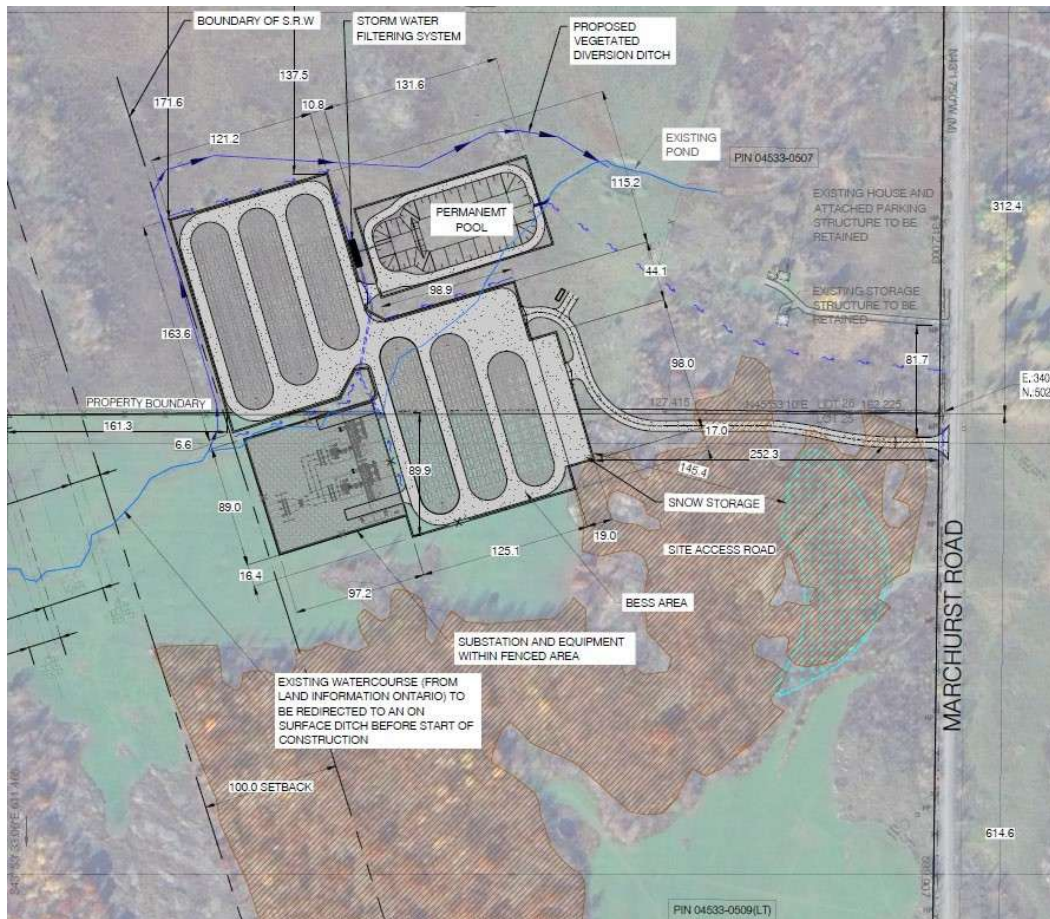 BOUNDARY OF S.R.W
STORM WATER
FILTERING SYSTEM
PROPOSED
VEGETATED
DIVERSION DITCH
137.5
131.6
171.6
10.8
121.2
EXISTING
POND
PIN 04533-0507
115.2
EXISTING HOUSE AND
ATTACHED PARKING
STRUCTURE TO BE
RETAINED
312.4
PERMANEMT
POOL
44.1
98.9
EXISTING STORAGE
STRUCTURE TO BE
RETAINED
163.6
98.0
81.7
E.:340
N.:502
PROPERTY BOUNDARY
127.415
161.3
17.0
6.6
252.3
89.9
145.4
89.0
SNOW STORAGE
19.0
SITE ACCESS ROAD
125.1
16.4
97.2
BESS AREA
MARCHURST ROAD
SUBSTATION AND EQUIPMENT
WITHIN FENCED AREA
EXISTING WATERCOURSE (FROM
LAND INFORMATION ONTARIO) TO
BE REDIRECTED TO AN ON
SURFACE DITCH BEFORE START OF
CONSTRUCTION
100.0 SETBACK
614.6
PIN 04533-0509(LT)